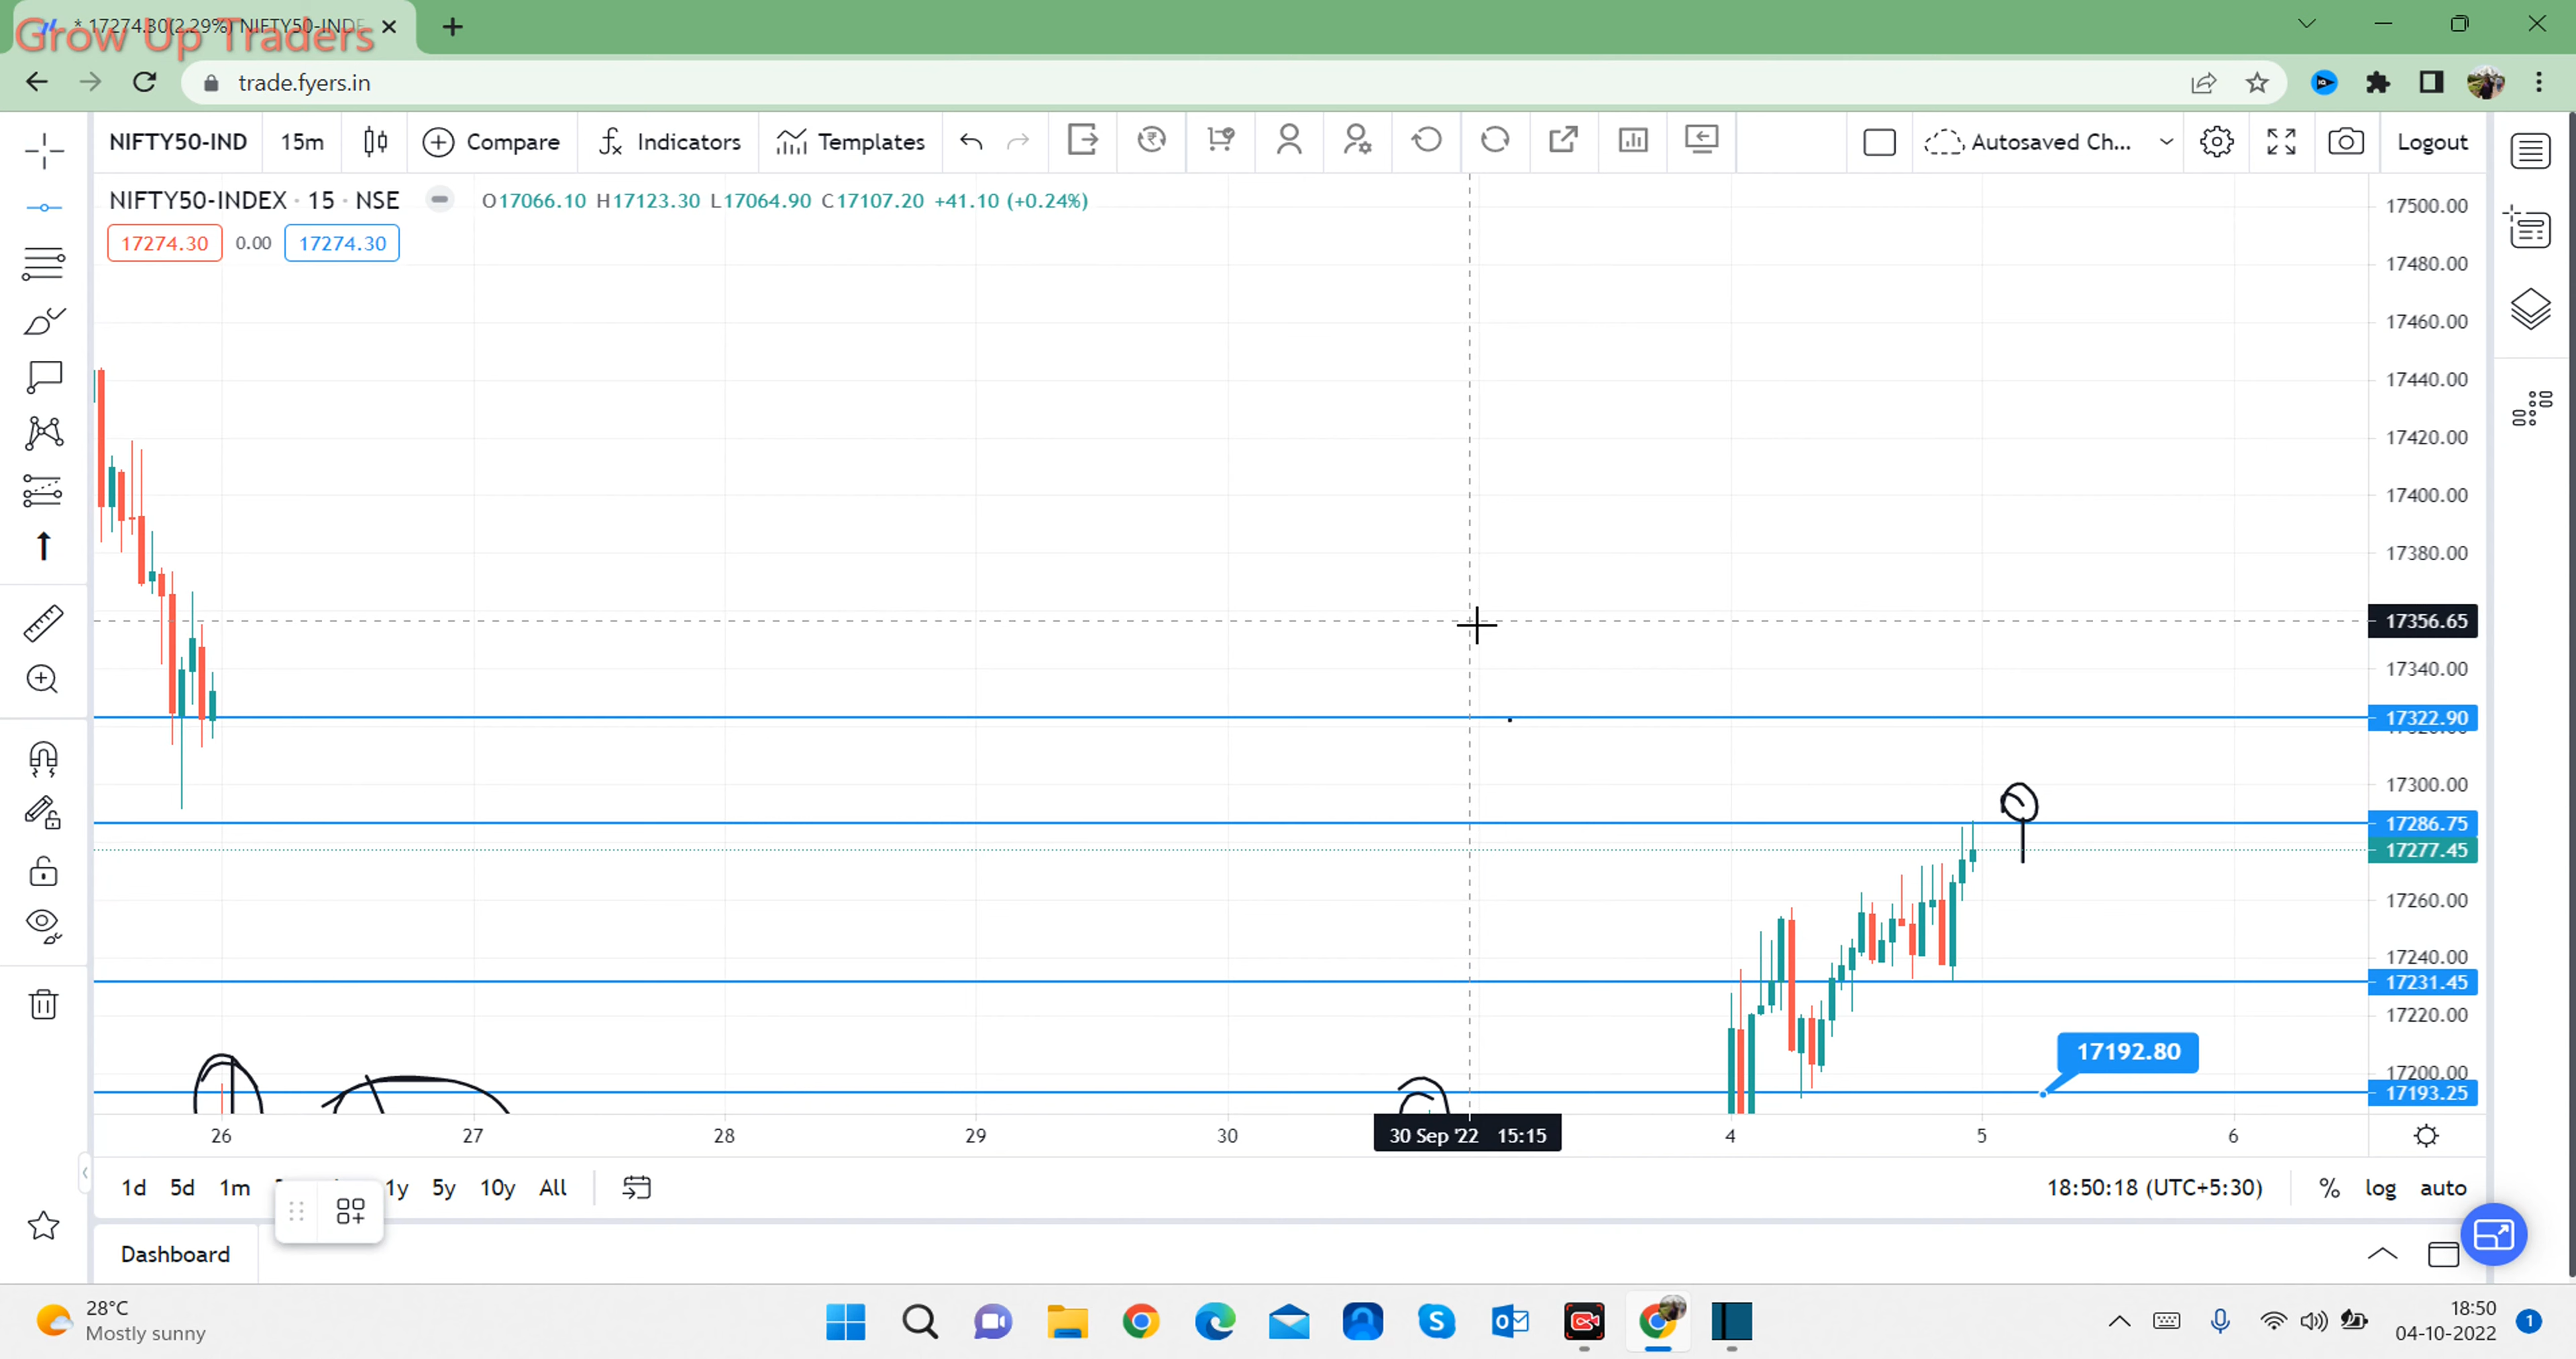 * 17274.30(2.29%) NIFTY50-INDE
Grow Up Traders
trade.fyers.in
NIFTY50-IND 15m Compare Indicators Templates Autosaved Ch... Logout
NIFTY50-INDEX · 15 · NSE O17066.10 H17123.30 L17064.90 C17107.20 +41.10 (+0.24%)
17274.30 0.00 17274.30
17500.00
17480.00
17460.00
17440.00
17420.00
17400.00
17380.00
17356.65
17340.00
17322.90
17300.00
17286.75
17277.45
17260.00
17240.00
17231.45
17220.00
17192.80
17200.00
17193.25
26 27 28 29 30 30 Sep '22 15:15 4 5 6
1d 5d 1m 1y 5y 10y All 18:50:18 (UTC+5:30) % log auto
Dashboard
28°C
Mostly sunny
18:50
04-10-2022
1